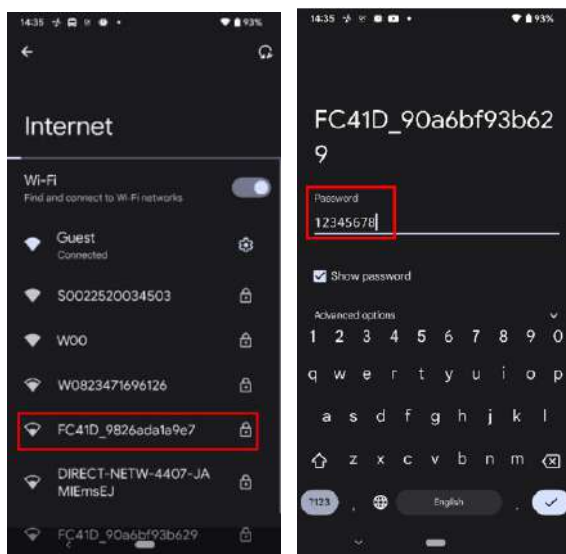 14:35
93%
Internet
Wi-Fi
Find and connect to Wi-Fi networks
Guest
Connected
S0022520034503
WOO
W0823471696126
FC41D_9826ada1a9e7
DIRECT-NETW-4407-JA
MIEmsEJ
FC41D_90a6bf93b629
14:35
93%
FC41D_90a6bf93b62
9
Password
12345678
Show password
Advanced options
1 2 3 4 5 6 7 8 9 0
q w e r t y u i o p
a s d f g h j k l
z x c v b n m
?123 , English .